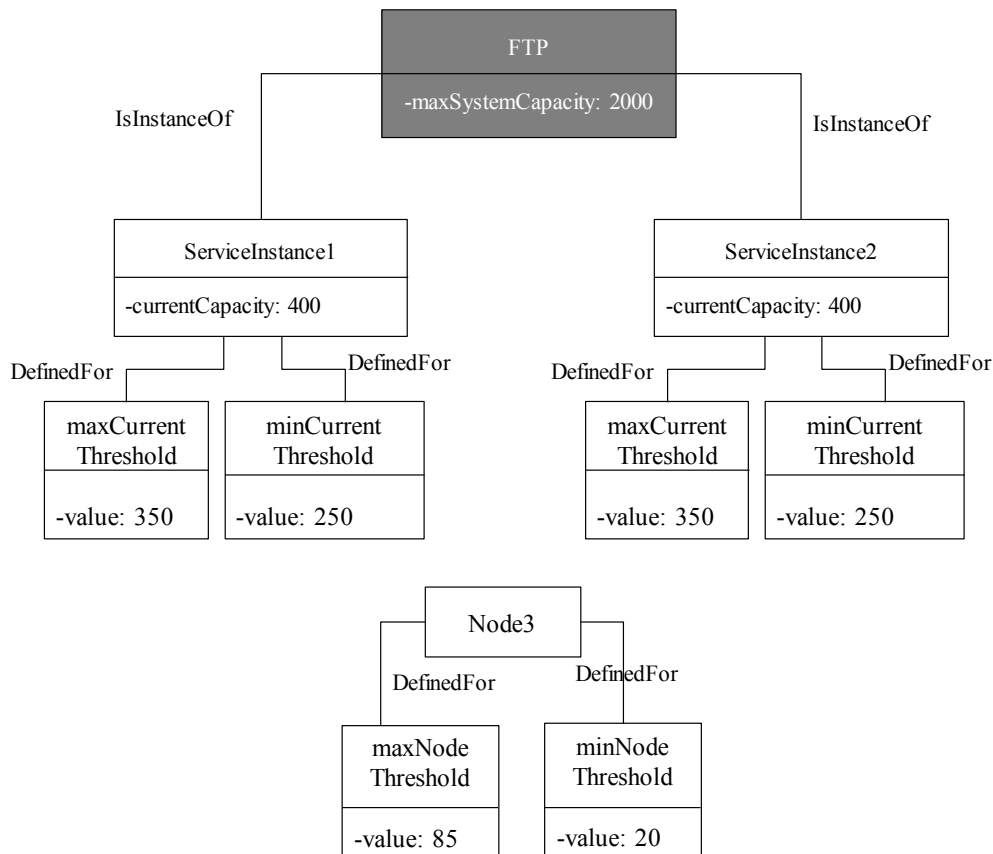 FTP
-maxSystemCapacity: 2000
IsInstanceOf
IsInstanceOf
ServiceInstance1
-currentCapacity: 400
ServiceInstance2
-currentCapacity: 400
DefinedFor
DefinedFor
DefinedFor
DefinedFor
maxCurrent
Threshold
-value: 350
minCurrent
Threshold
-value: 250
maxCurrent
Threshold
-value: 350
minCurrent
Threshold
-value: 250
Node3
DefinedFor
DefinedFor
maxNode
Threshold
-value: 85
minNode
Threshold
-value: 20